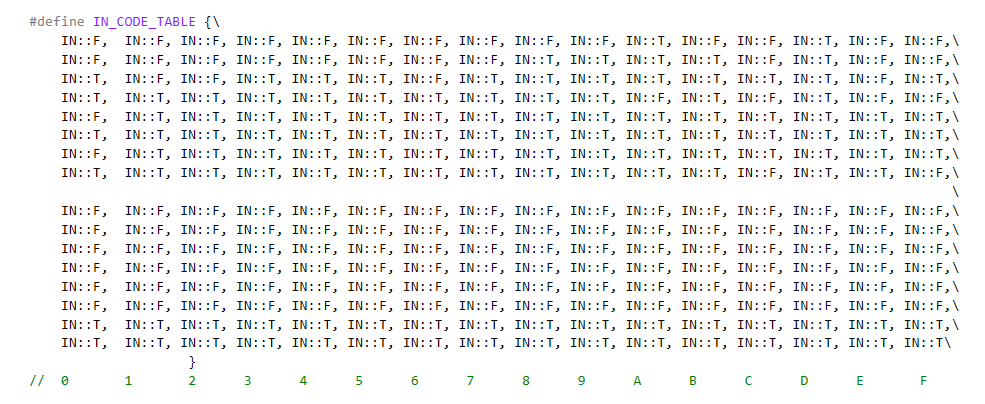 #define IN_CODE_TABLE {\
IN::F, IN::F, IN::F, IN::F, IN::F, IN::F, IN::F, IN::F, IN::F, IN::F, IN::T, IN::F, IN::F, IN::T, IN::F, IN::F,\
IN::F, IN::F, IN::F, IN::F, IN::F, IN::F, IN::F, IN::F, IN::F, IN::F, IN::F, IN::T, IN::F, IN::F, IN::F, IN::F,\
IN::T, IN::F, IN::F, IN::T, IN::T, IN::T, IN::F, IN::T, IN::T, IN::T, IN::T, IN::T, IN::F, IN::T, IN::F, IN::T,\
IN::T, IN::T, IN::T, IN::T, IN::T, IN::T, IN::T, IN::T, IN::T, IN::T, IN::F, IN::T, IN::F, IN::T, IN::F, IN::F,\
IN::F, IN::T, IN::T, IN::T, IN::T, IN::T, IN::T, IN::T, IN::T, IN::T, IN::T, IN::T, IN::T, IN::T, IN::T, IN::T,\
IN::T, IN::T, IN::T, IN::T, IN::T, IN::T, IN::T, IN::T, IN::T, IN::T, IN::T, IN::T, IN::T, IN::T, IN::T, IN::T,\
IN::F, IN::T, IN::T, IN::T, IN::T, IN::T, IN::T, IN::T, IN::T, IN::T, IN::T, IN::T, IN::T, IN::T, IN::T, IN::T,\
IN::T, IN::T, IN::T, IN::T, IN::T, IN::T, IN::T, IN::T, IN::T, IN::T, IN::T, IN::T, IN::F, IN::T, IN::T, IN::F,\
\
IN::F, IN::F, IN::F, IN::F, IN::F, IN::F, IN::F, IN::F, IN::F, IN::F, IN::F, IN::F, IN::F, IN::F, IN::F, IN::F,\
IN::F, IN::F, IN::F, IN::F, IN::F, IN::F, IN::F, IN::F, IN::F, IN::F, IN::F, IN::F, IN::F, IN::F, IN::F, IN::F,\
IN::F, IN::F, IN::F, IN::F, IN::F, IN::F, IN::F, IN::F, IN::F, IN::F, IN::F, IN::F, IN::F, IN::F, IN::F, IN::F,\
IN::F, IN::F, IN::F, IN::F, IN::F, IN::F, IN::F, IN::F, IN::F, IN::F, IN::F, IN::F, IN::F, IN::F, IN::F, IN::F,\
IN::F, IN::F, IN::F, IN::F, IN::F, IN::F, IN::F, IN::F, IN::F, IN::F, IN::F, IN::F, IN::F, IN::F, IN::F, IN::F,\
IN::F, IN::F, IN::F, IN::F, IN::F, IN::F, IN::F, IN::F, IN::F, IN::F, IN::F, IN::F, IN::F, IN::F, IN::F, IN::F,\
IN::T, IN::T, IN::T, IN::T, IN::T, IN::T, IN::T, IN::T, IN::T, IN::T, IN::T, IN::T, IN::T, IN::T, IN::T, IN::T,\
IN::T, IN::T, IN::T, IN::T, IN::T, IN::T, IN::T, IN::T, IN::T, IN::T, IN::T, IN::T, IN::T, IN::T, IN::T, IN::T\
}
// 0 1 2 3 4 5 6 7 8 9 A B C D E F